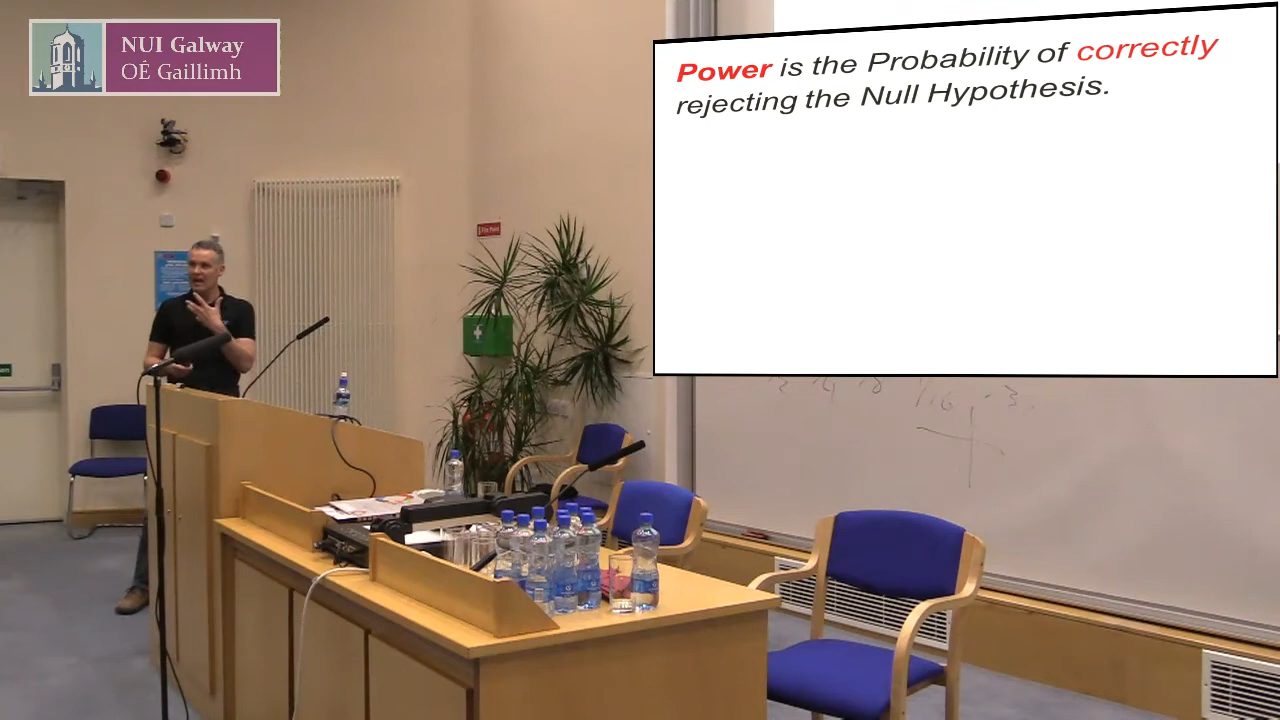 NUI Galway
OÉ Gaillimh
Power is the Probability of correctly
rejecting the Null Hypothesis.